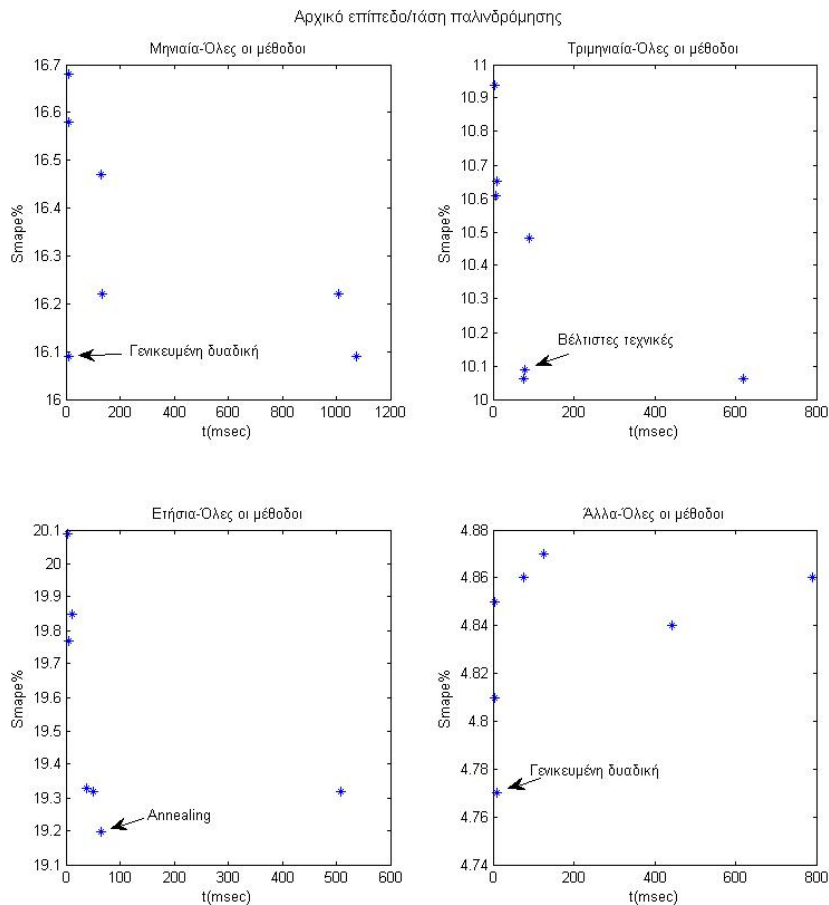 Αρχικό επίπεδο/τάση παλινδρόμησης
Μηνιαία-Όλες οι μέθοδοι
16.7
16.6
16.5
16.4
16.3
16.2
16.1
16
Smape%
Γενικευμένη δυαδική
0 200 400 600 800 1000 1200
t(msec)
Τριμηνιαία-Όλες οι μέθοδοι
11
10.9
10.8
10.7
10.6
10.5
10.4
10.3
10.2
10.1
10
Smape%
Βέλτιστες τεχνικές
0 200 400 600 800
t(msec)
Ετήσια-Όλες οι μέθοδοι
20.1
20
19.9
19.8
19.7
19.6
19.5
19.4
19.3
19.2
19.1
Smape%
Annealing
0 100 200 300 400 500 600
t(msec)
Άλλα-Όλες οι μέθοδοι
4.88
4.86
4.84
4.82
4.8
4.78
4.76
4.74
Smape%
Γενικευμένη δυαδική
0 200 400 600 800
t(msec)